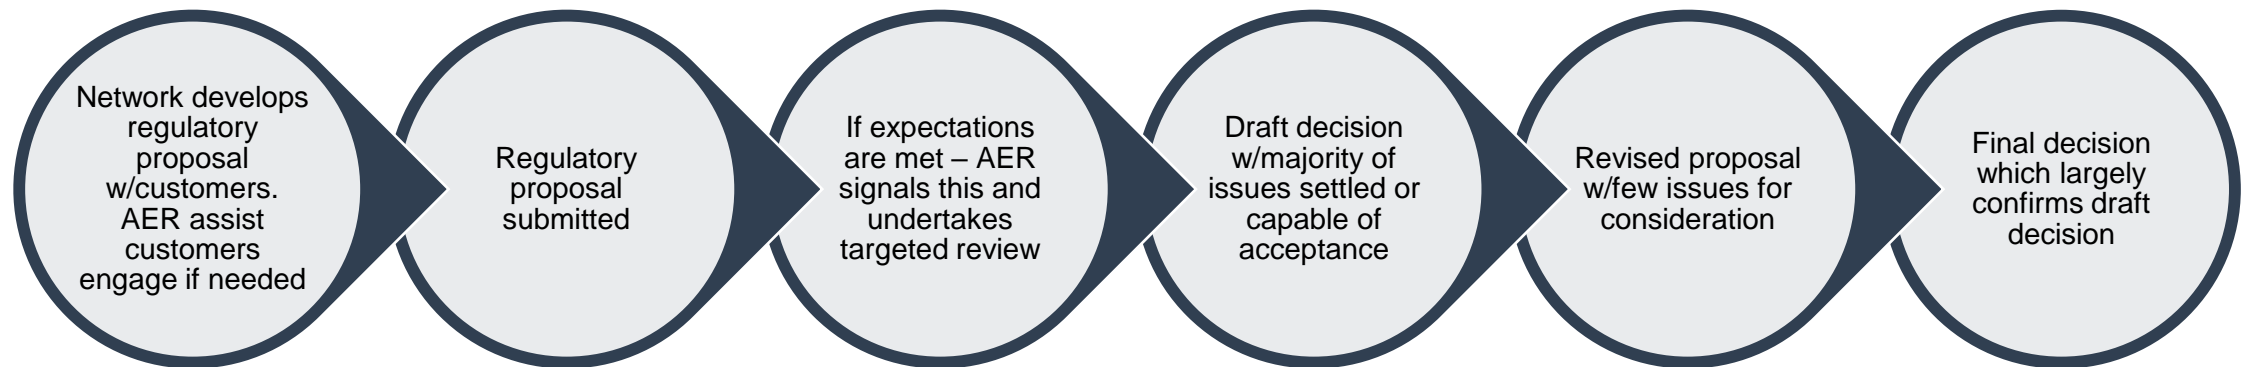 Network develops
regulatory
proposal
w/customers.
AER assist
customers
engage if needed
Regulatory
proposal
submitted
If expectations
are met – AER
signals this and
undertakes
targeted review
Draft decision
w/majority of
issues settled or
capable of
acceptance
Revised proposal
w/few issues for
consideration
Final decision
which largely
confirms draft
decision